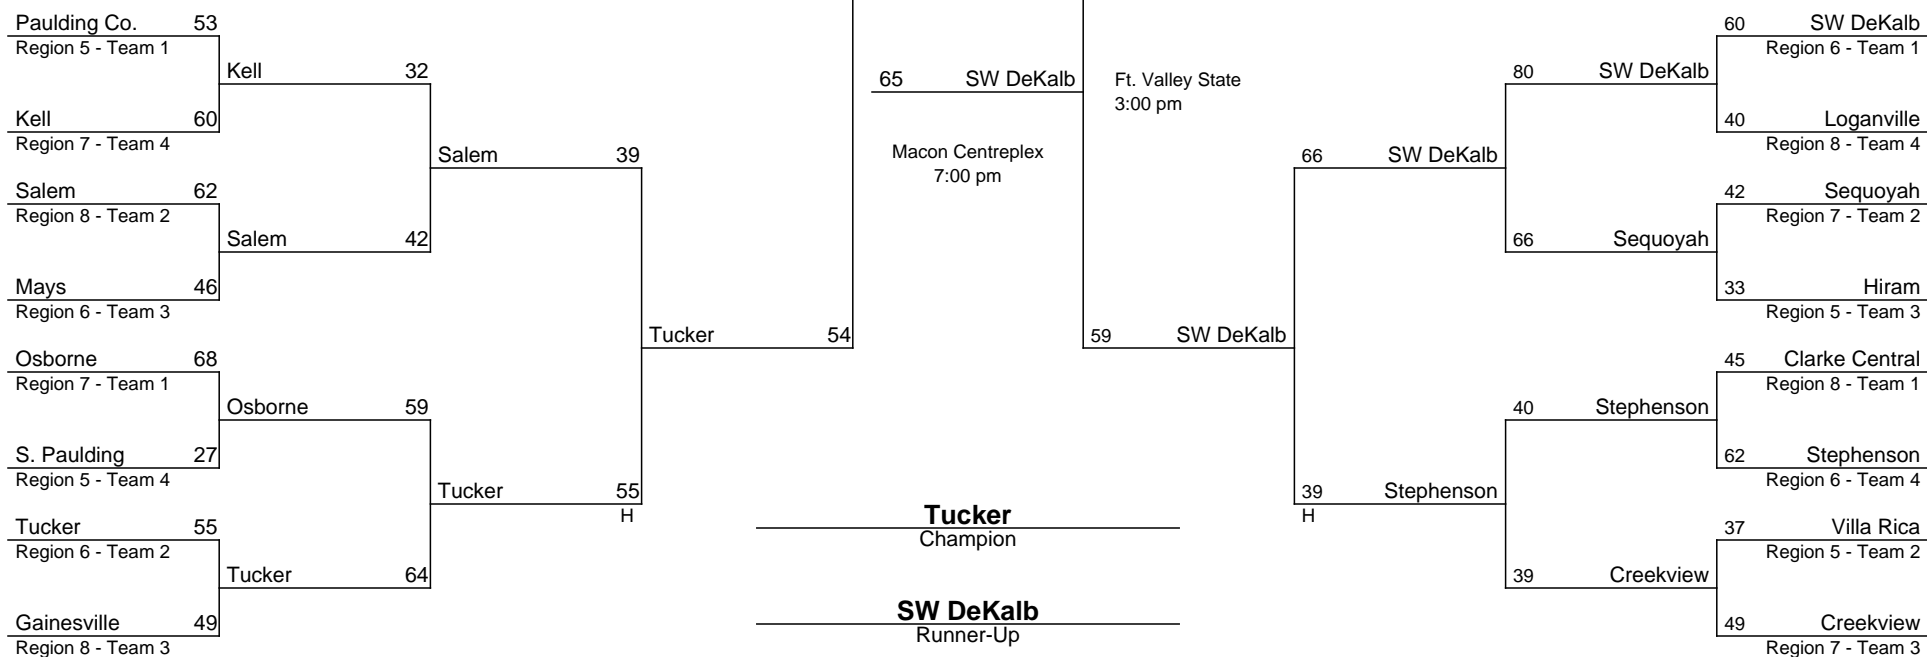 Paulding Co. 53
Region 5 - Team 1
Kell 32
Kell 60
Region 7 - Team 4
Salem 39
Salem 62
Region 8 - Team 2
Salem 42
Mays 46
Region 6 - Team 3
Tucker 54
Osborne 68
Region 7 - Team 1
Osborne 59
S. Paulding 27
Region 5 - Team 4
Tucker 55
H
Tucker 55
Region 6 - Team 2
Tucker 64
Gainesville 49
Region 8 - Team 3
65 SW DeKalb
Macon Centreplex
7:00 pm
Tucker
Champion
SW DeKalb
Runner-Up
Ft. Valley State
3:00 pm
59 SW DeKalb
66 SW DeKalb
39 Stephenson
H
80 SW DeKalb
66 Sequoyah
40 Stephenson
39 Creekview
60 SW DeKalb
Region 6 - Team 1
40 Loganville
Region 8 - Team 4
42 Sequoyah
Region 7 - Team 2
33 Hiram
Region 5 - Team 3
45 Clarke Central
Region 8 - Team 1
62 Stephenson
Region 6 - Team 4
37 Villa Rica
Region 5 - Team 2
49 Creekview
Region 7 - Team 3